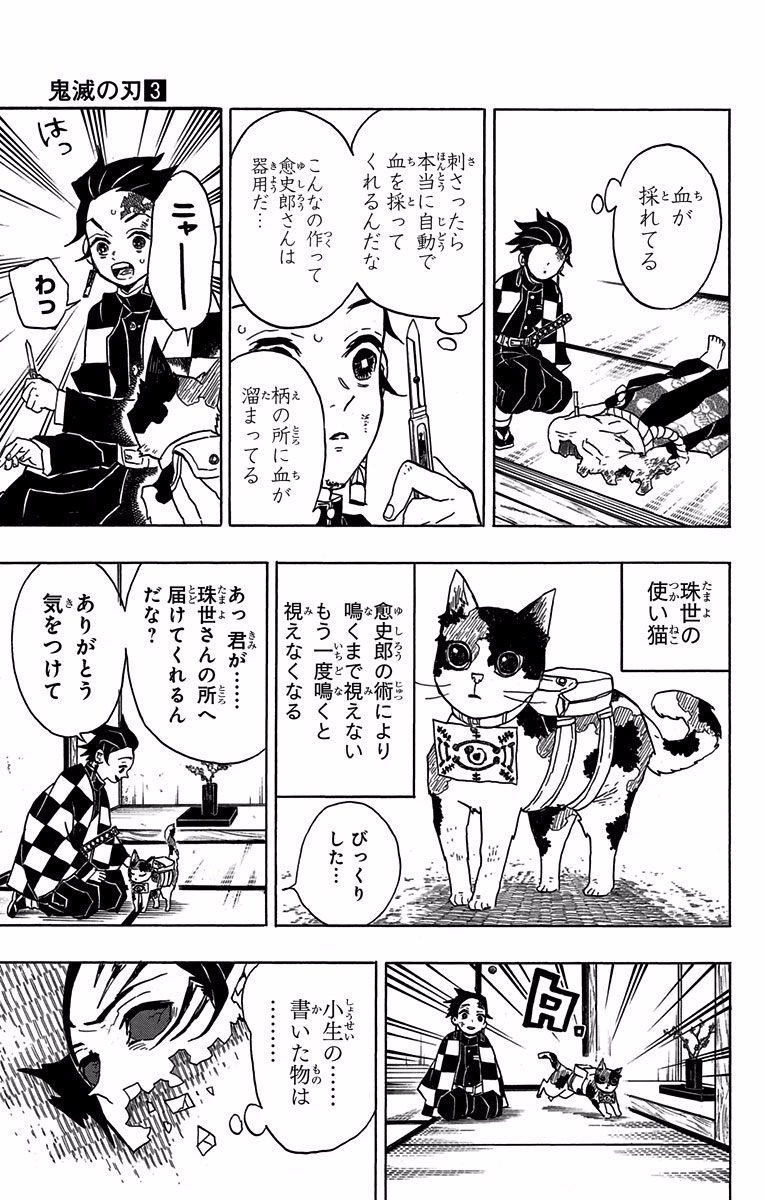 鬼滅の刃3
血が
採れてる
刺さったら
本当に自動で
血を採って
くれるんだな
こんなの作って
愈史郎さんは
器用だ…
柄の所に血が
溜まってる
はっ
ニャーー
わっ
珠世の
使い猫
愈史郎の術により
鳴くまで視えない
もう一度鳴くと
視えなくなる
びっくり
した…
あっ 君が……
珠世さんの所へ
届けてくれるん
だな?
ありがとう
気をつけて
小生の……
………
書いた物は